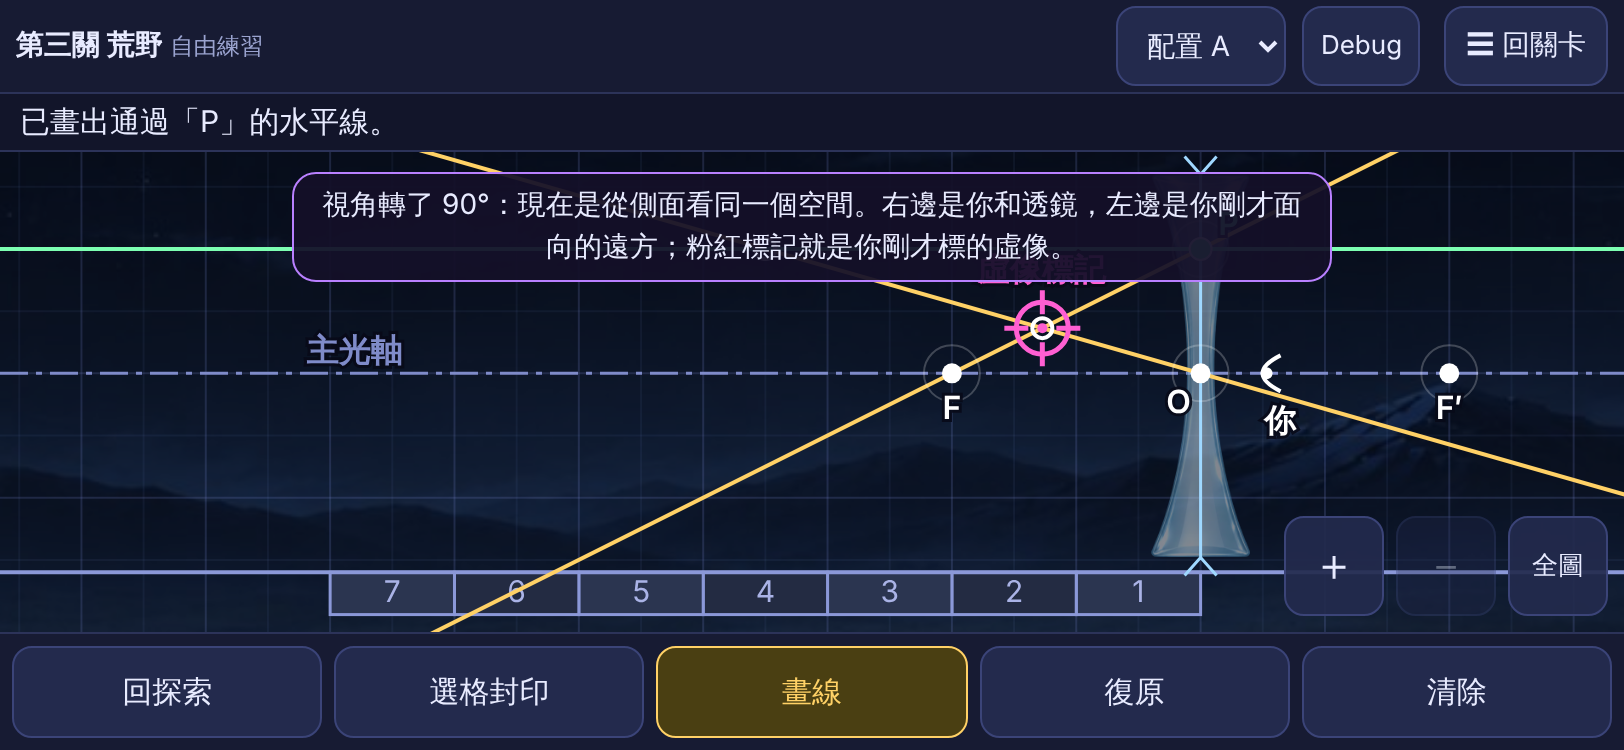 第三關 荒野 自由練習
配置 A
Debug
☰ 回關卡
已畫出通過「P」的水平線。
視角轉了 90°：現在是從側面看同一個空間。右邊是你和透鏡，左邊是你剛才面
向的遠方；粉紅標記就是你剛才標的虛像。
虛像標記
主光軸
F
O
你
F′
7 6 5 4 3 2 1
+
−
全圖
回探索
選格封印
畫線
復原
清除